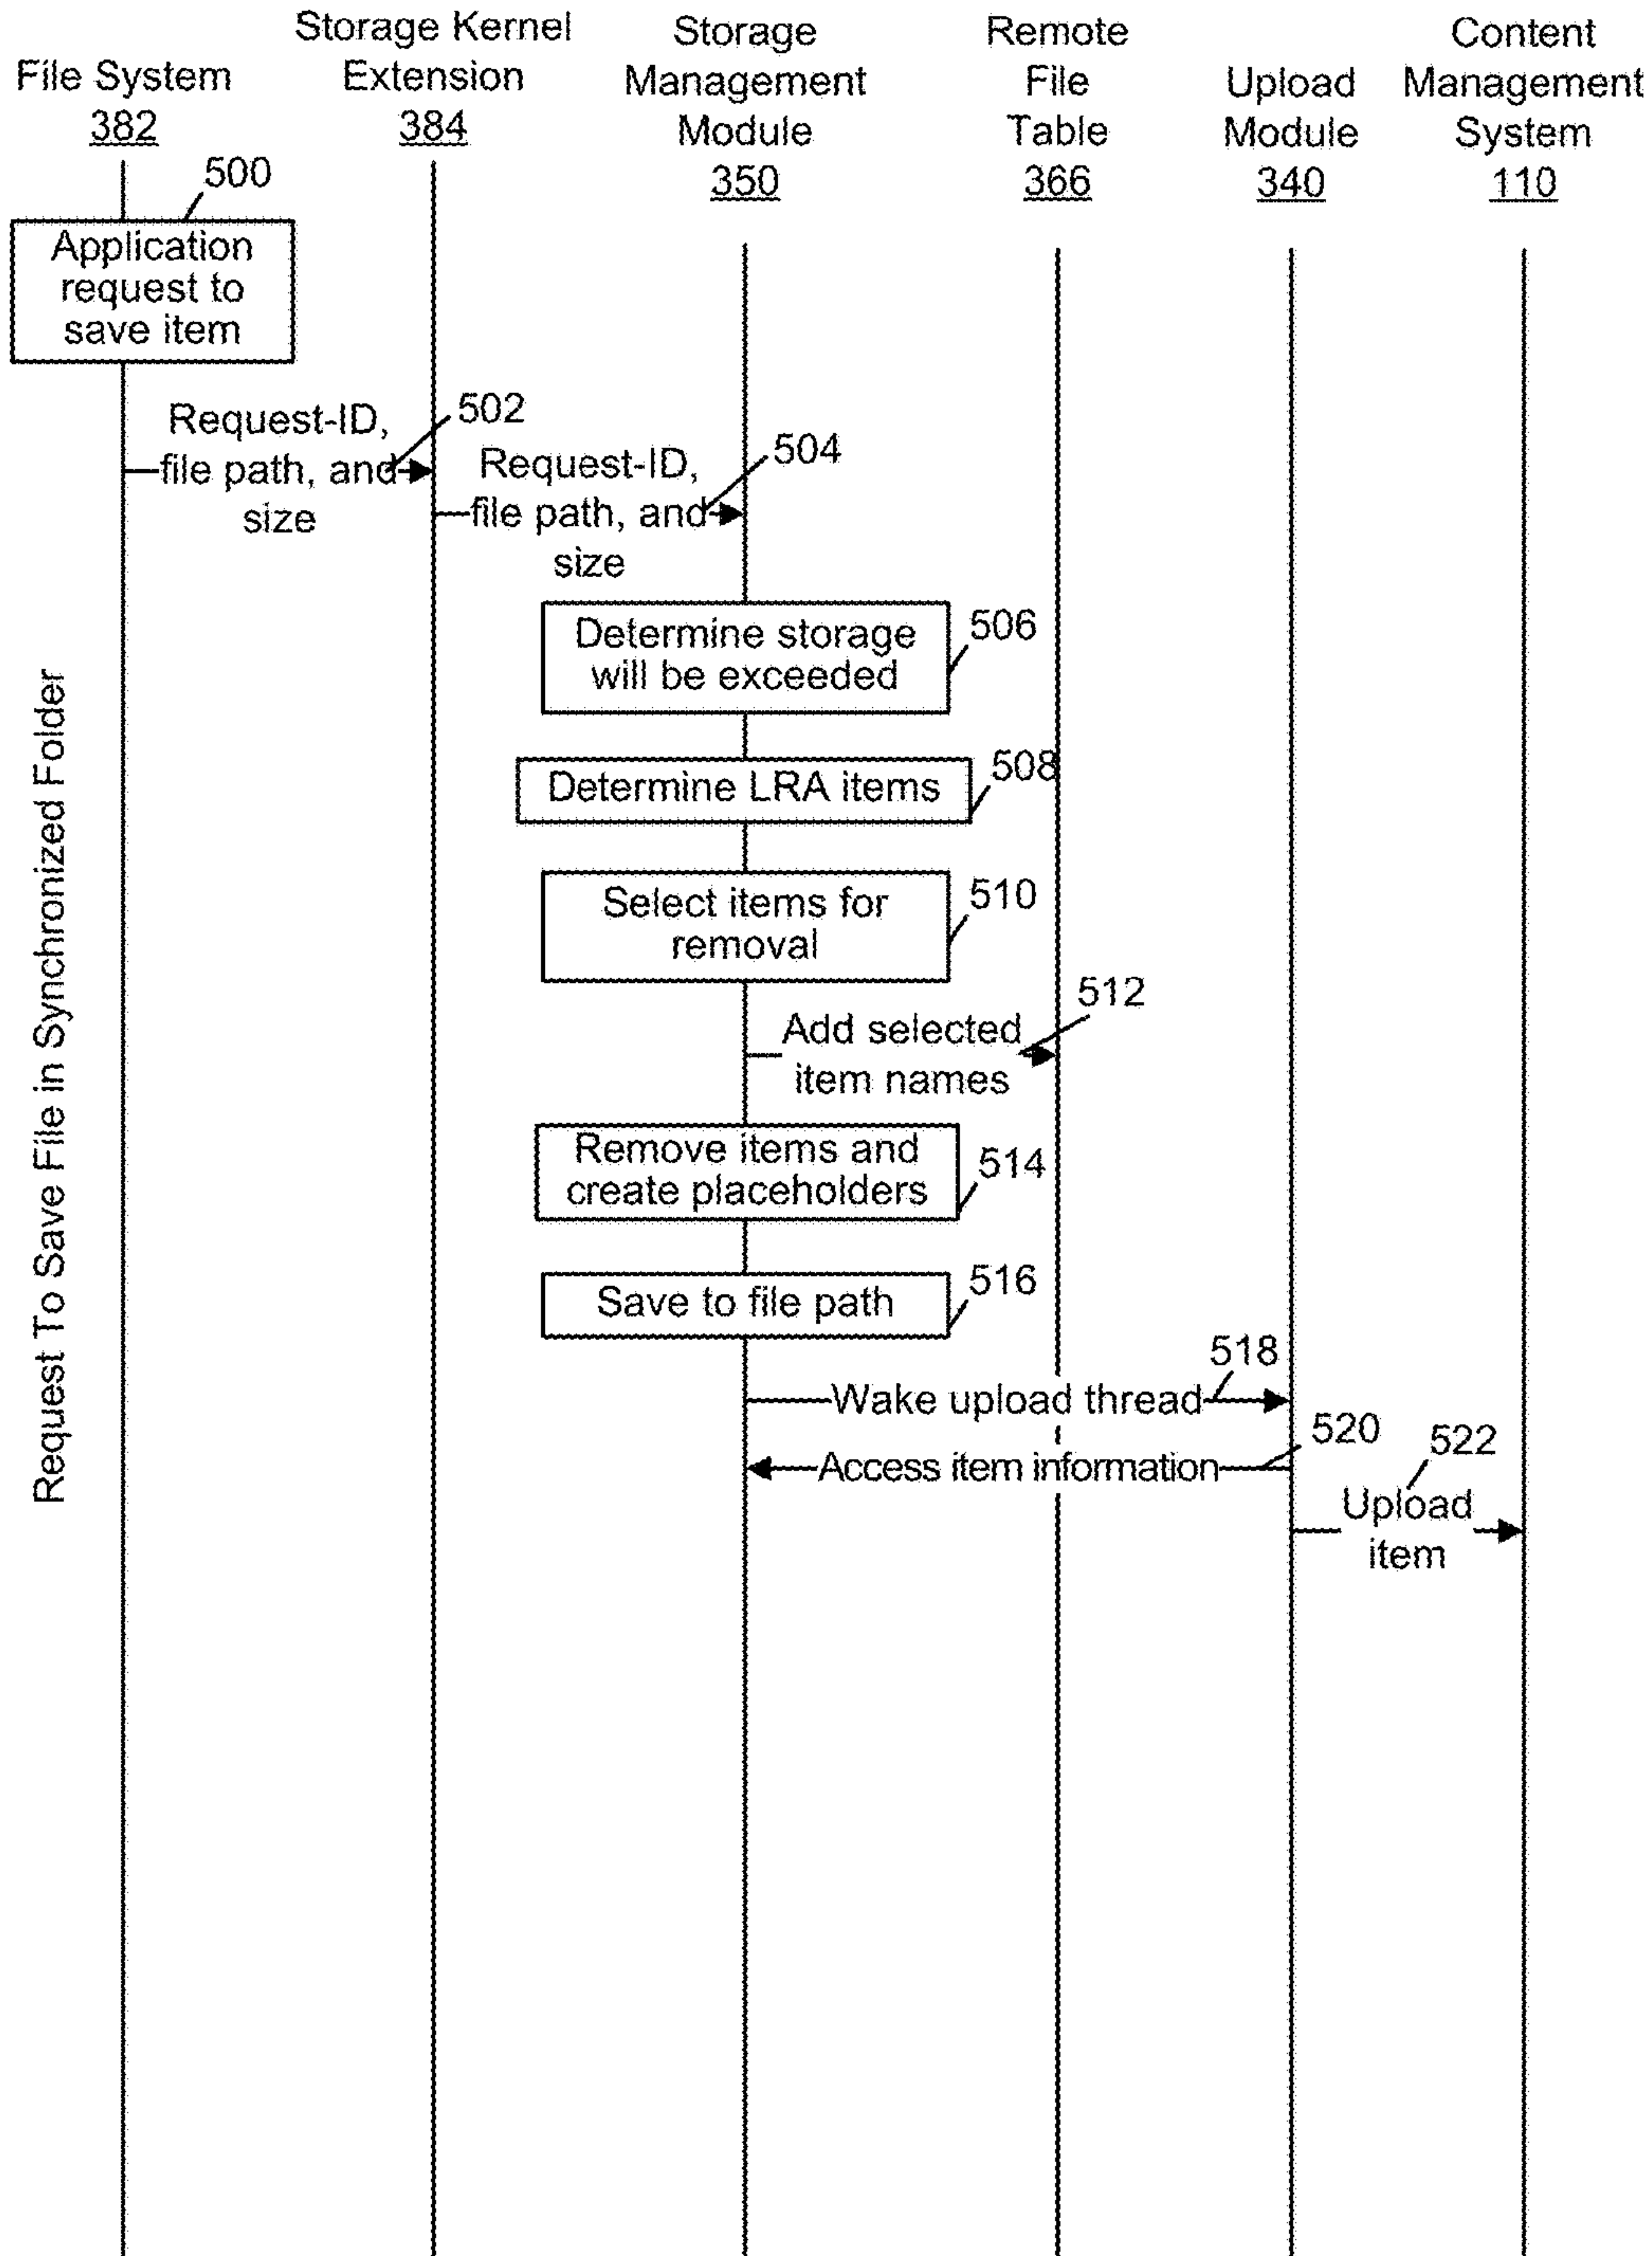 File System
382
Storage Kernel
Extension
384
Storage
Management
Module
350
Remote
File
Table
366
Upload
Module
340
Content
Management
System
110
Request To Save File in Synchronized Folder
500
Application
request to
save item
502
Request-ID,
file path, and
size
504
Request-ID,
file path, and
size
Determine storage
will be exceeded
506
Determine LRA items
508
Select items for
removal
510
512
Add selected
item names
Remove items and
create placeholders
514
Save to file path
516
518
Wake upload thread
520
Access item information
522
Upload
item